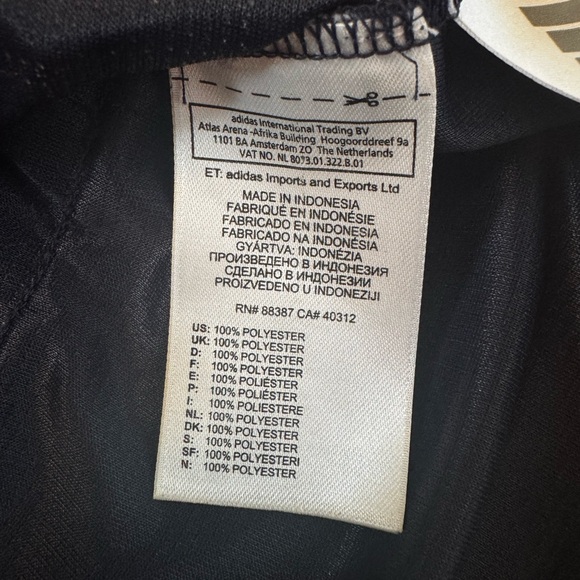 adidas International Trading BV
Atlas Arena -Afrika Building Hoogoorddreef 9a
1101 BA Amsterdam ZO The Netherlands
VAT NO. NL 8073.01.322.B.01
ET: adidas Imports and Exports Ltd
MADE IN INDONESIA
FABRIQUÉ EN INDONÉSIE
FABRICADO EN INDONESIA
FABRICADO NA INDONÉSIA
GYÁRTVA: INDONÉZIA
ПРОИЗВЕДЕНО В ИНДОНЕЗИЯ
СДЕЛАНО В ИНДОНЕЗИИ
PROIZVEDENO U INDONEZIJI
RN# 88387 CA# 40312
US: 100% POLYESTER
UK: 100% POLYESTER
D: 100% POLYESTER
F: 100% POLYESTER
E: 100% POLIÉSTER
P: 100% POLIÉSTER
I: 100% POLIESTERE
NL: 100% POLYESTER
DK: 100% POLYESTER
S: 100% POLYESTER
SF: 100% POLYESTERI
N: 100% POLYESTER